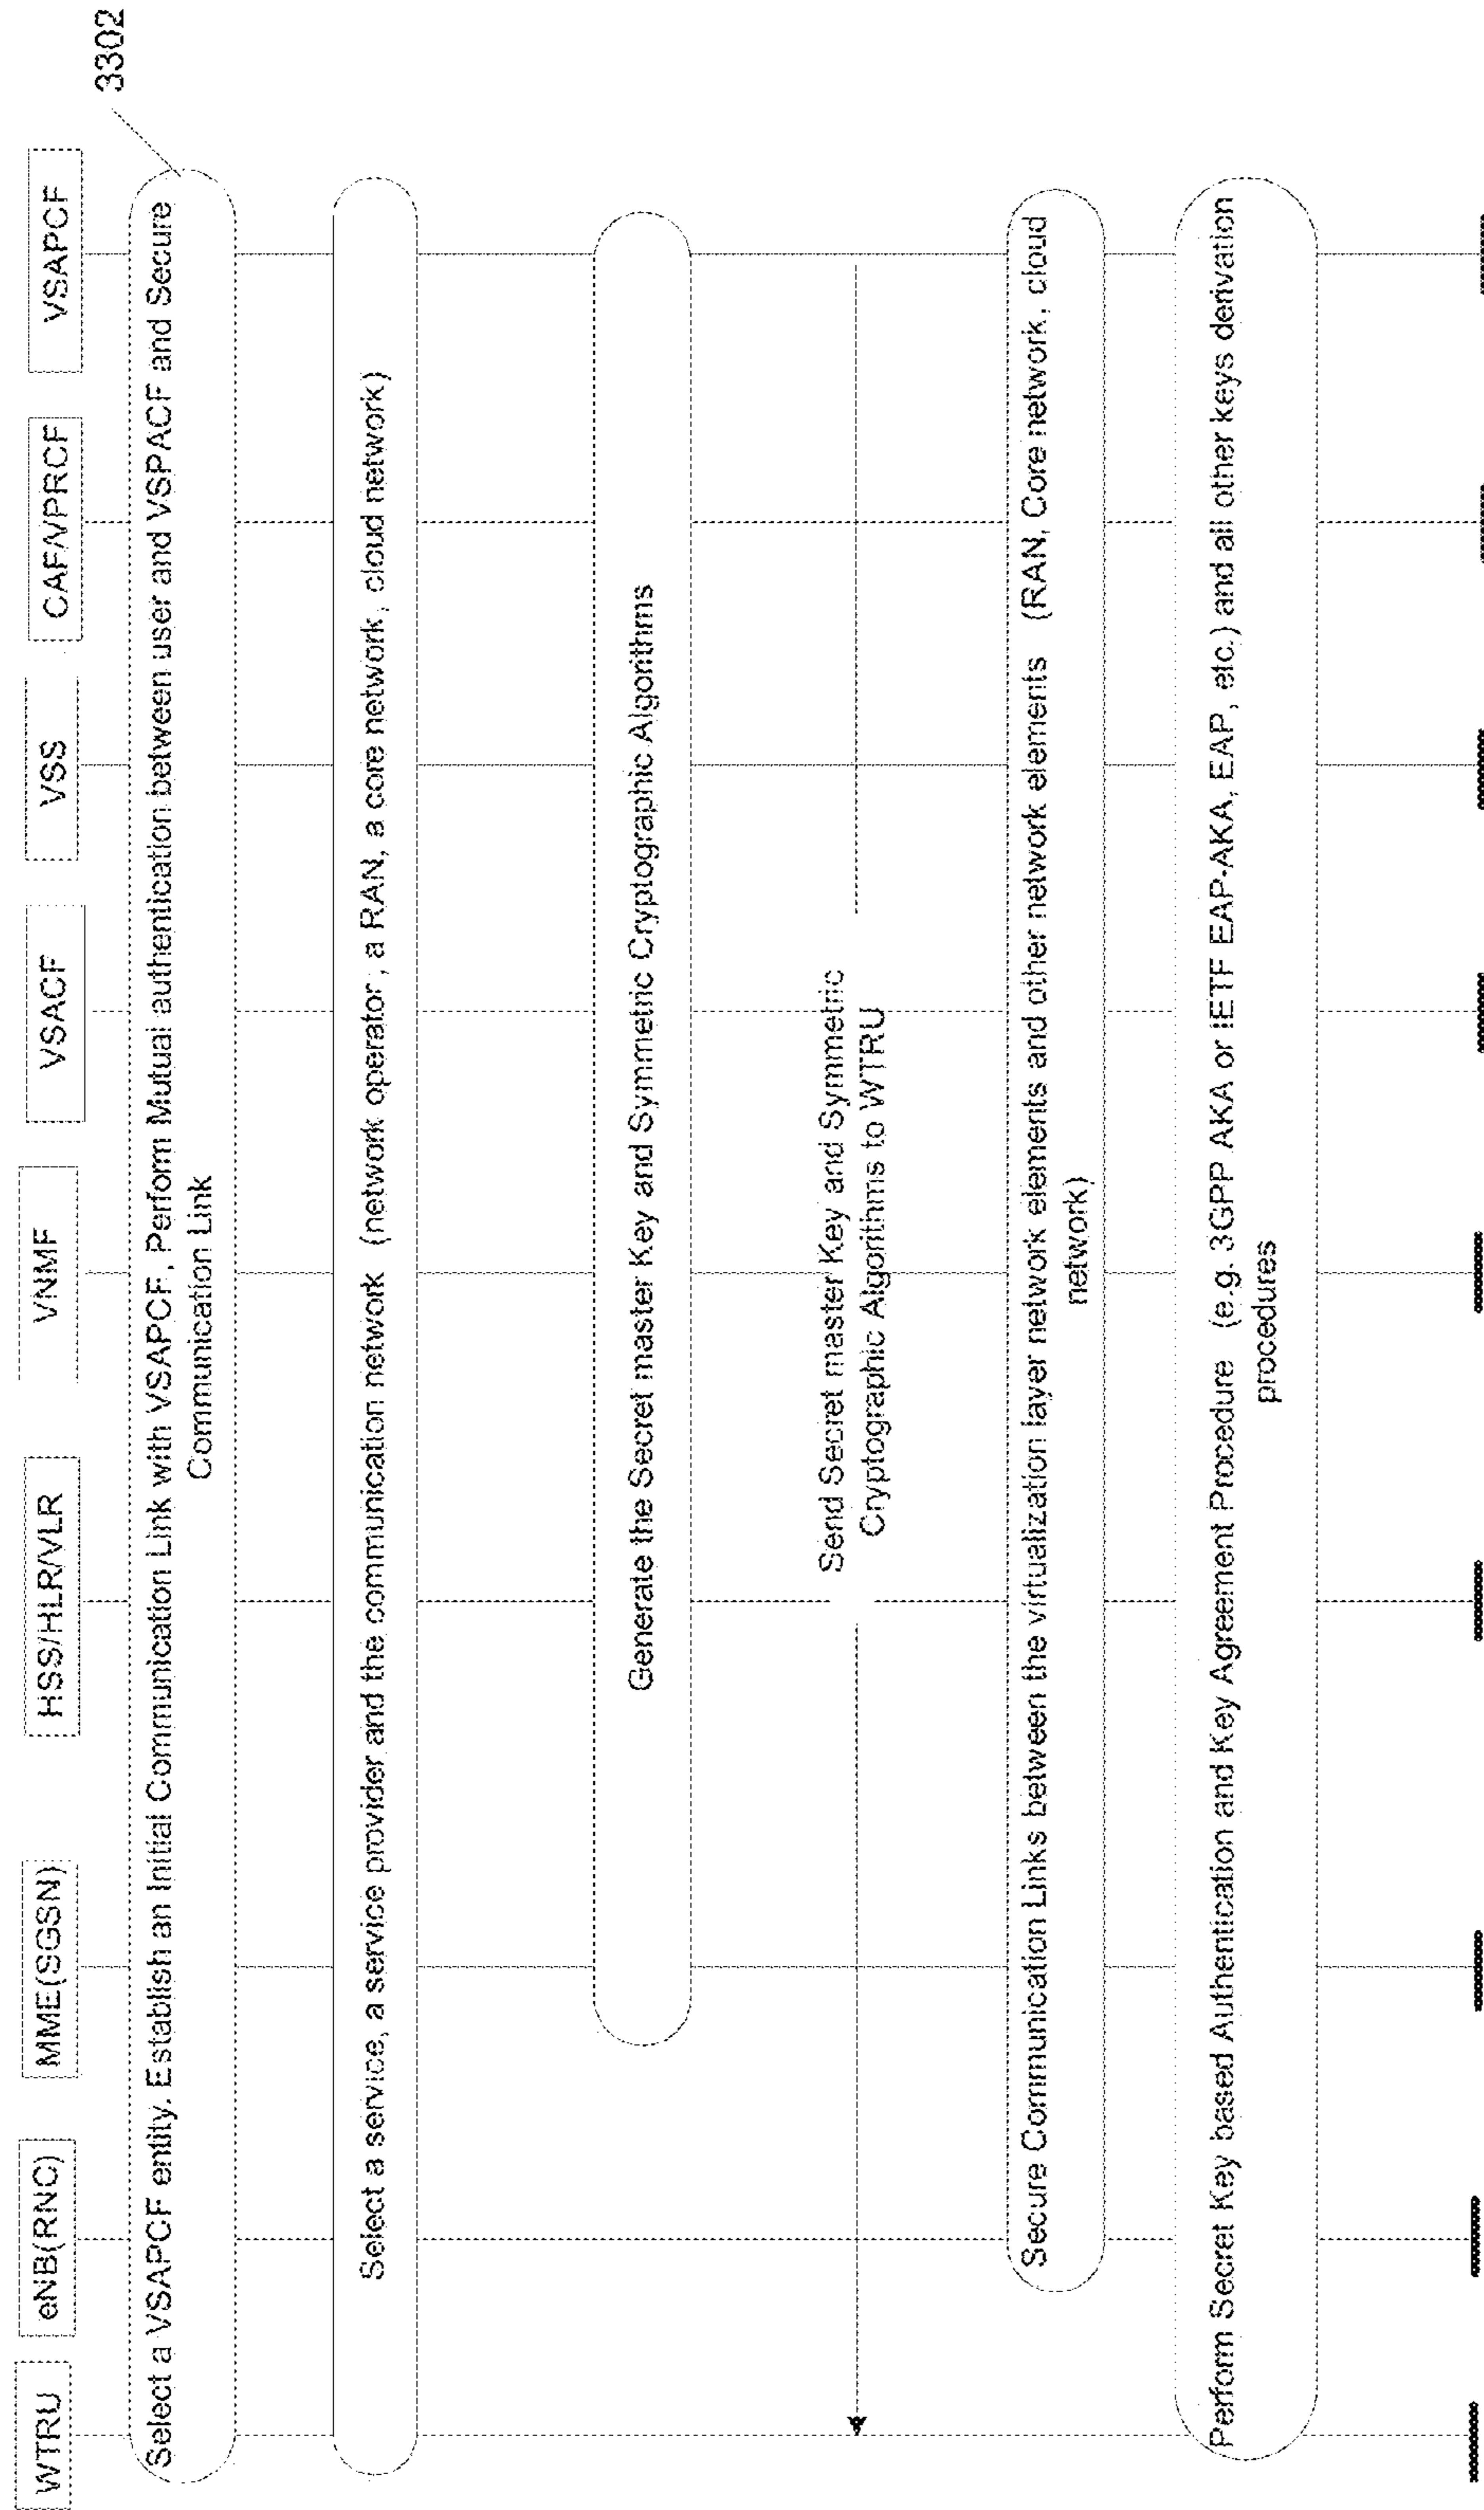 WTRU
eNB(RNC)
MME(SGSN)
HSS/HLR/VLR
VNMF
VSACF
VSS
CAF/VPRCF
VSAPCF
3302
Select a VSAPCF entity. Establish an Initial Communication Link with VSAPCF, Perform Mutual authentication between user and VSPACF and Secure
Communication Link
Select a service, a service provider and the communication network (network operator, a RAN, a core network, cloud network)
Generate the Secret master Key and Symmetric Cryptographic Algorithms
Send Secret master Key and Symmetric
Cryptographic Algorithms to WTRU
Secure Communication Links between the virtualization layer network elements and other network elements (RAN, Core network, cloud
network)
Perform Secret Key based Authentication and Key Agreement Procedure (e.g. 3GPP AKA or IETF EAP-AKA, EAP, etc.) and all other keys derivation
procedures